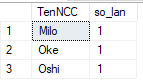 TenNCC so_lan
1 Milo 1
2 Oke 1
3 Oshi 1